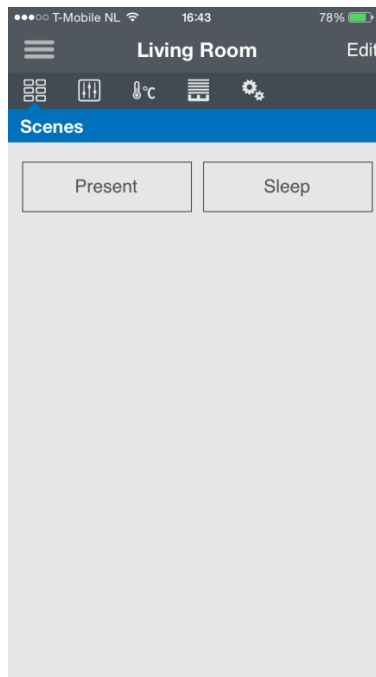 T-Mobile NL 16:43 78%
Living Room Edit
°C
Scenes
Present Sleep